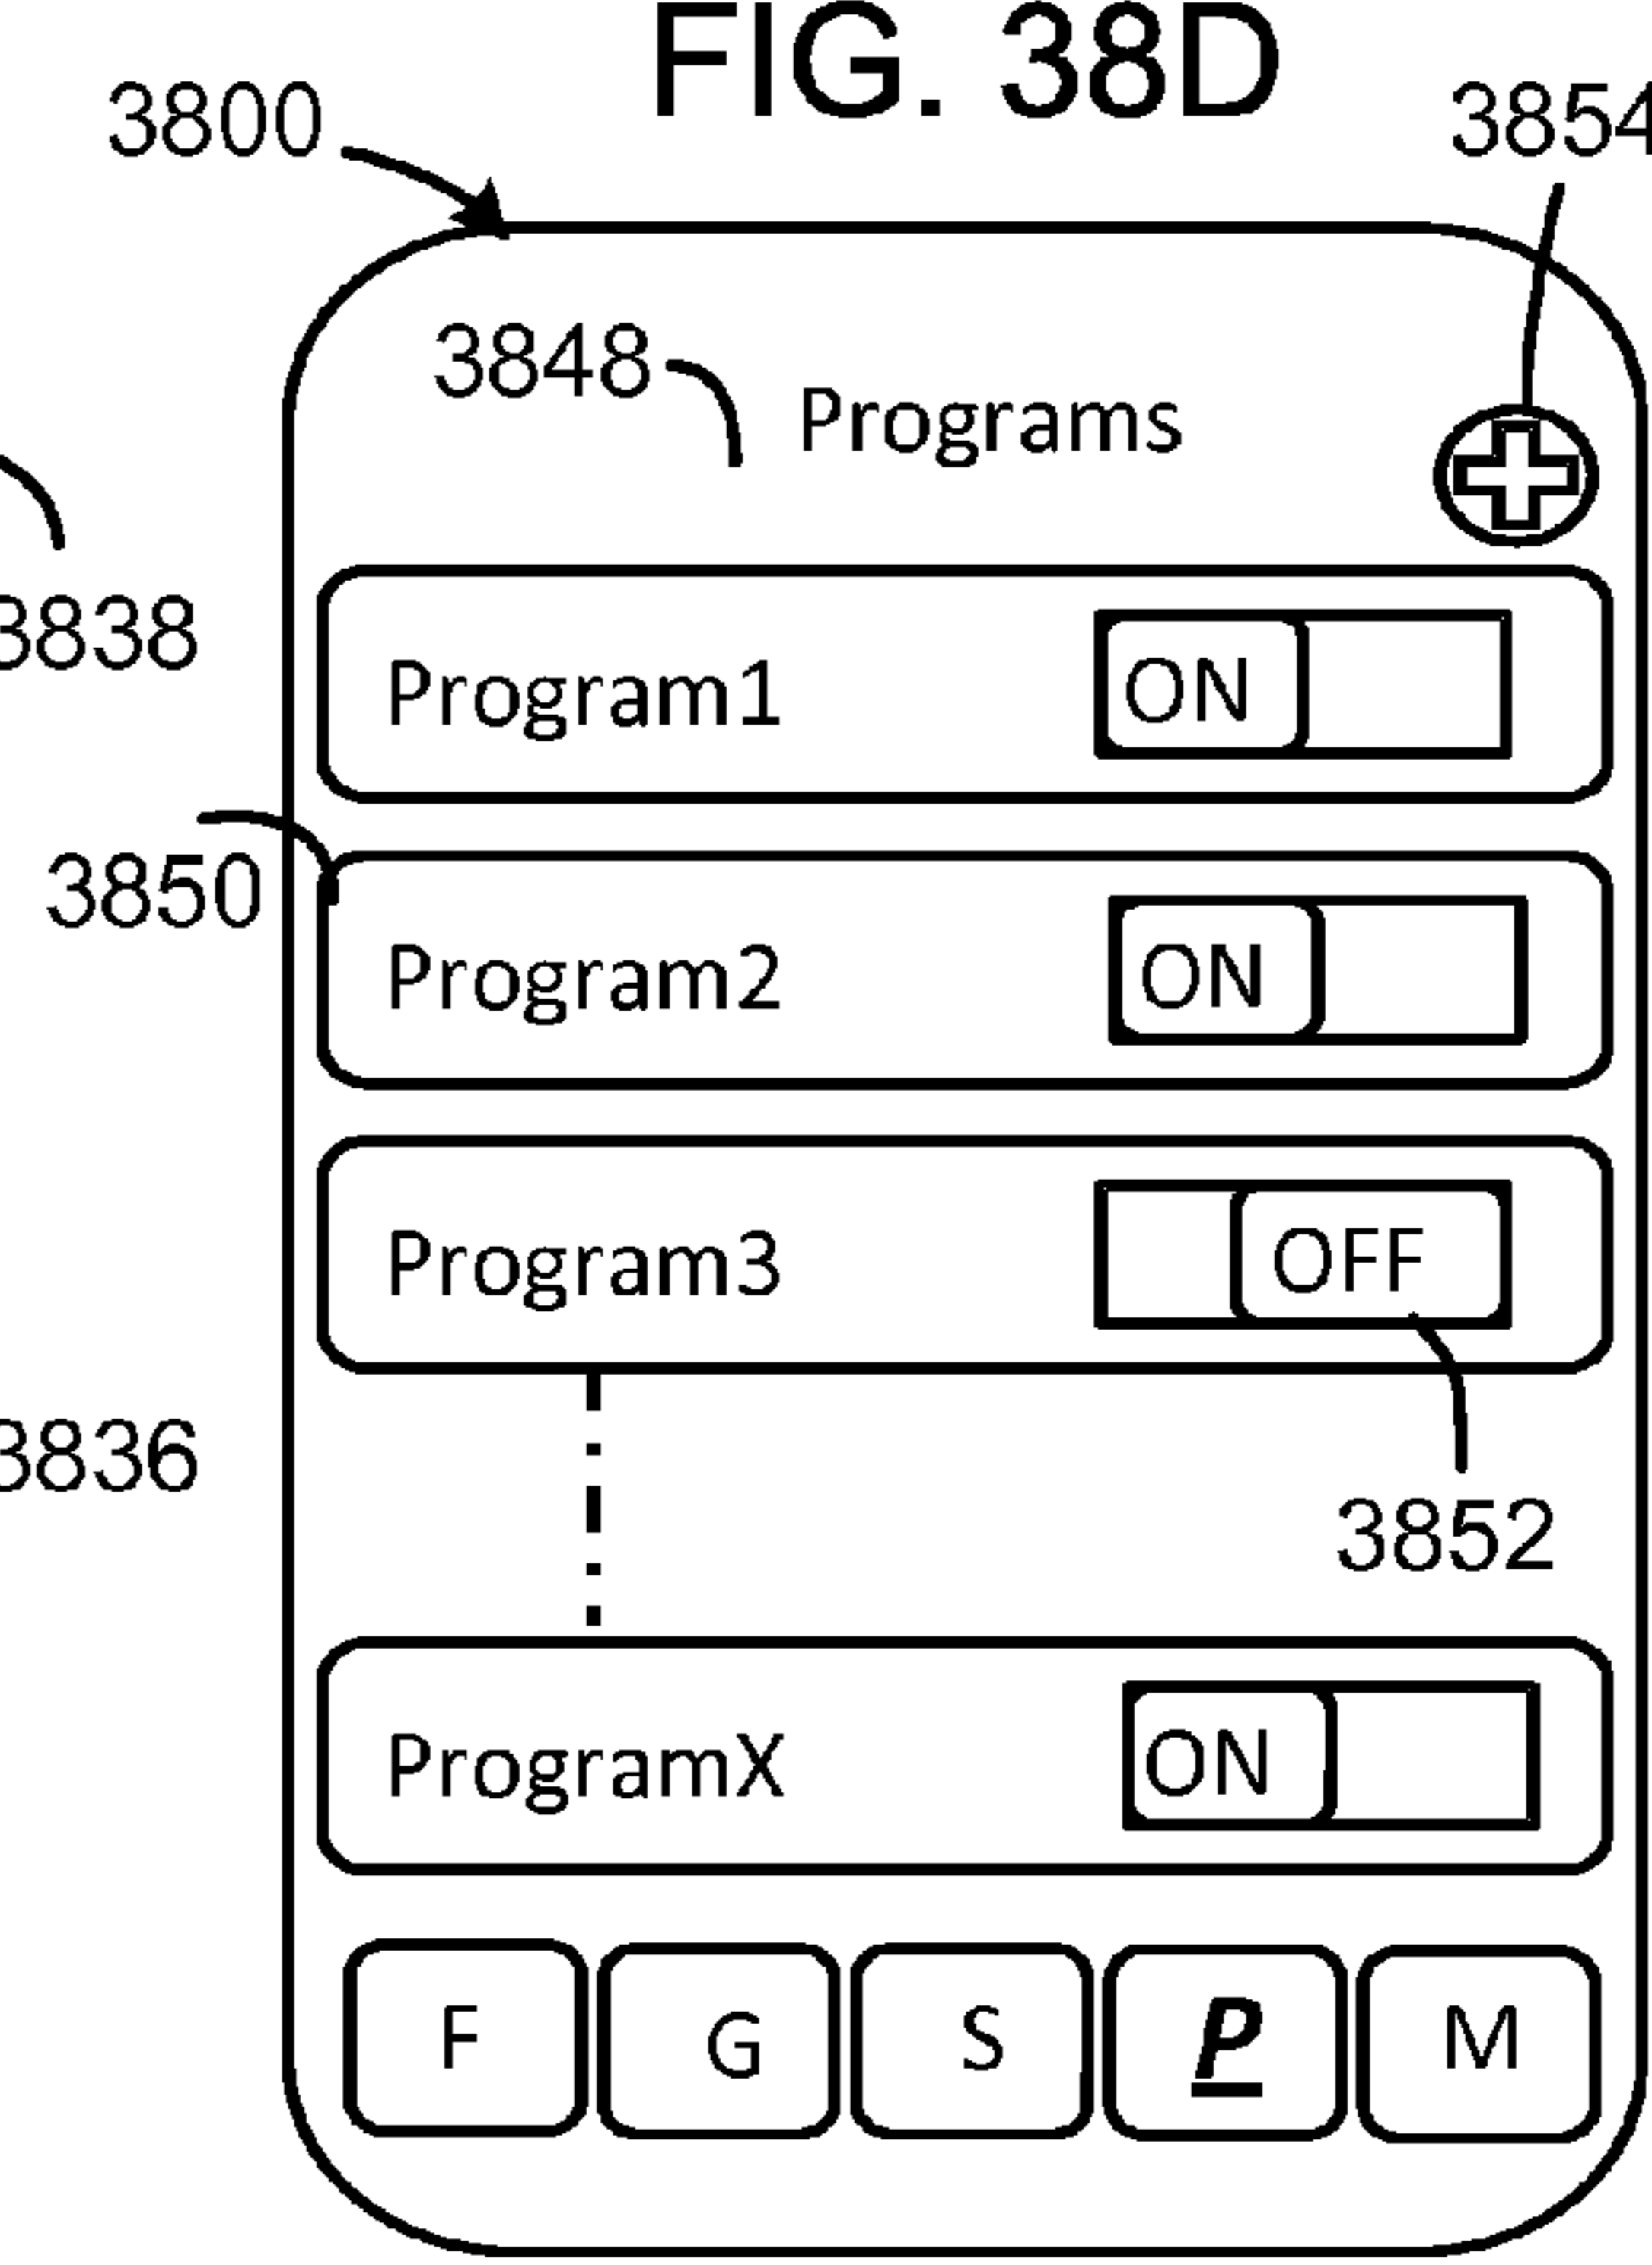 FIG. 38D
3800
3854
3848
Programs
3838
Program1 ON
3850
Program2 ON
Program3 OFF
3836
3852
ProgramX ON
F G S P M